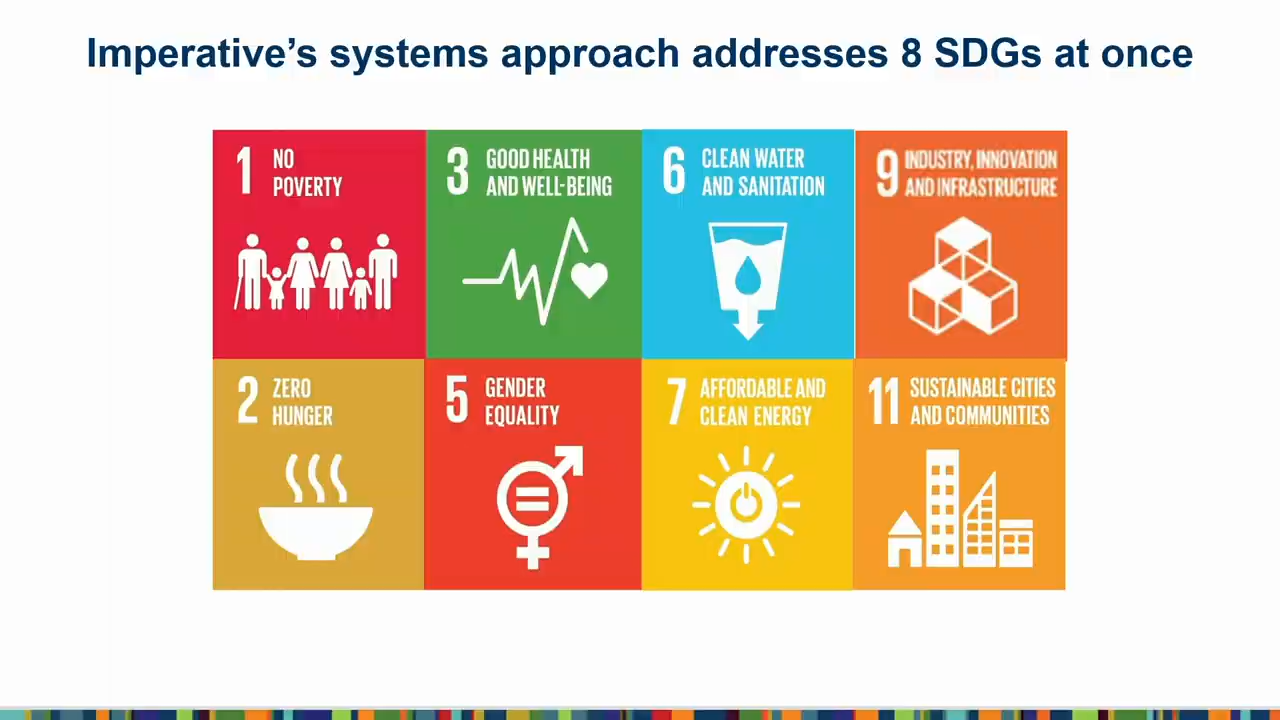 Imperative’s systems approach addresses 8 SDGs at once
1 NO
POVERTY
3 GOOD HEALTH
AND WELL-BEING
6 CLEAN WATER
AND SANITATION
9 INDUSTRY, INNOVATION
AND INFRASTRUCTURE
2 ZERO
HUNGER
5 GENDER
EQUALITY
7 AFFORDABLE AND
CLEAN ENERGY
11 SUSTAINABLE CITIES
AND COMMUNITIES